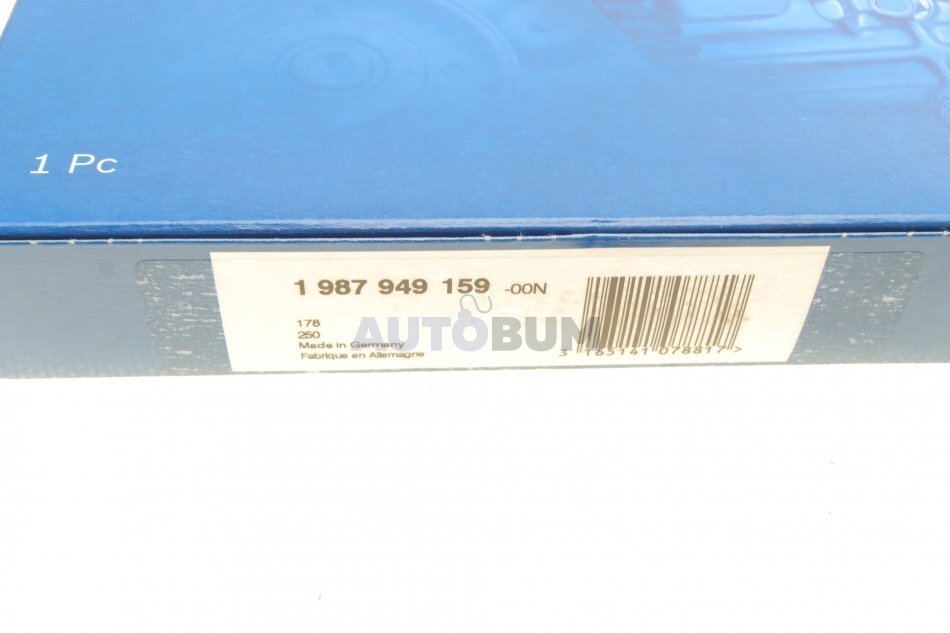 1 Pc
1 987 949 159 -00N
178
250
Made in Germany
Fabrique en Allemagne
AUTOBUM
3 165141 078817 >